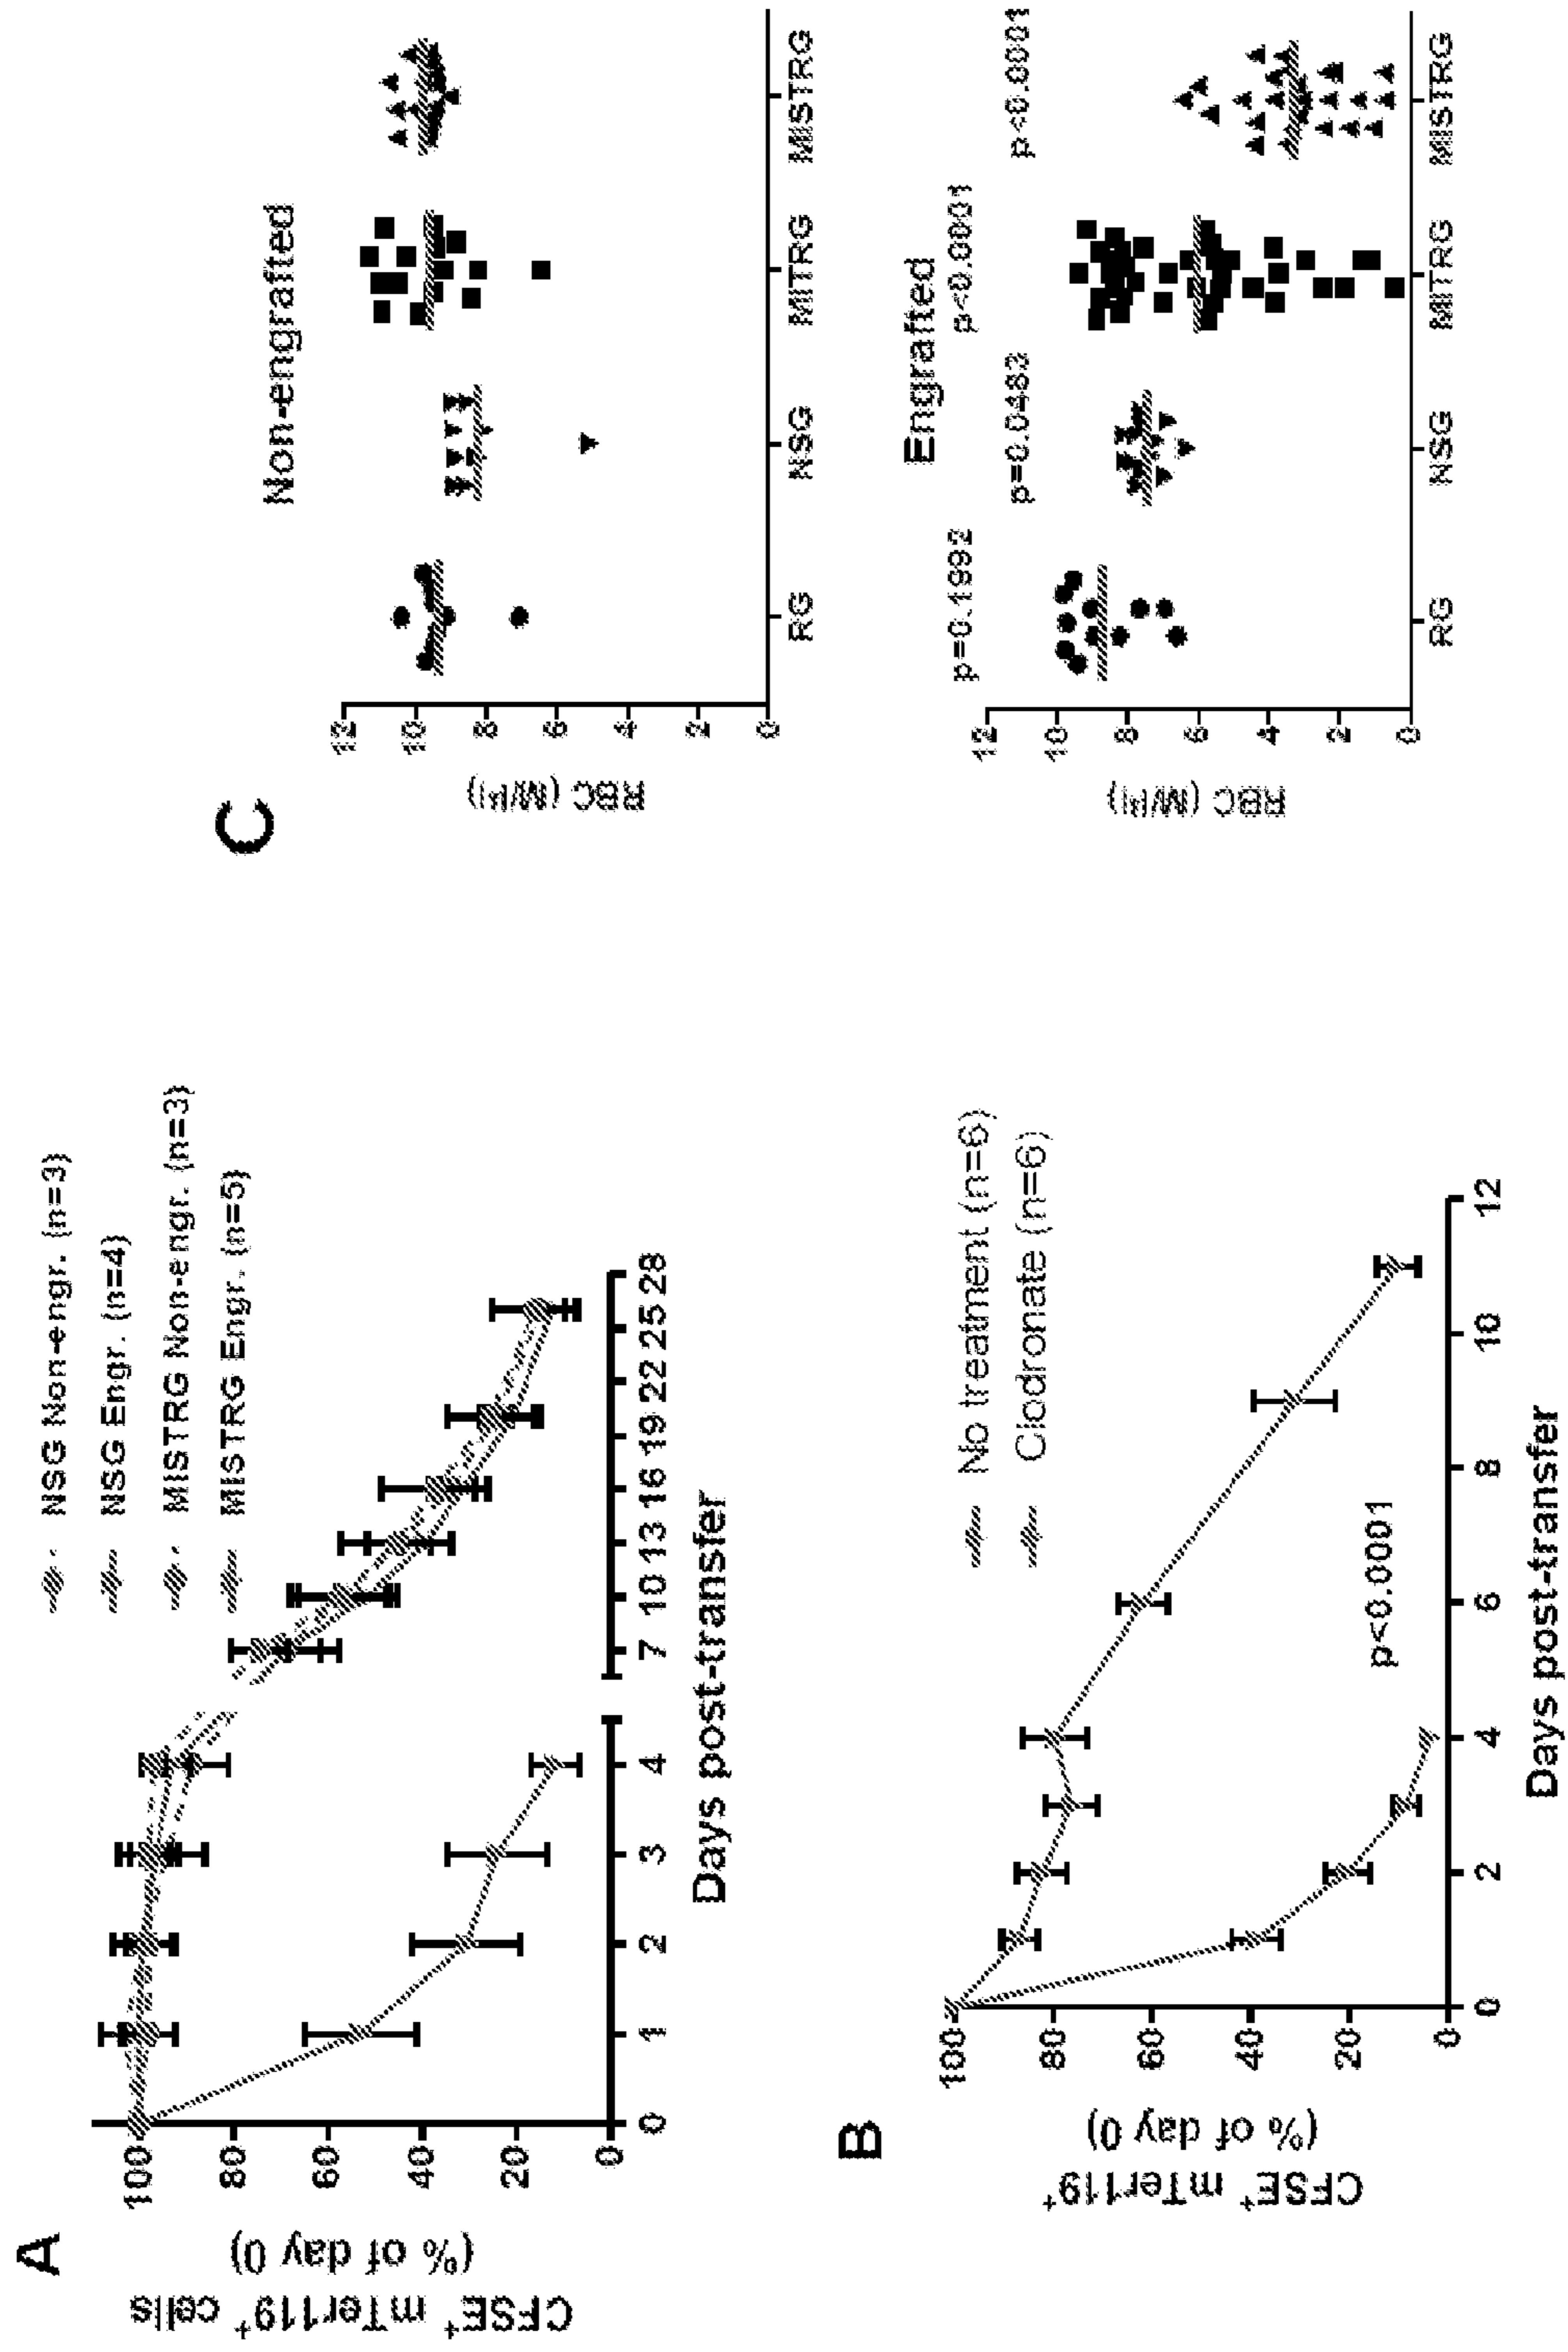 A
CFSE+ mTer119+ cells
(% of day 0)
100
80
60
40
20
0
0
1
2
3
4
7
10
13
16
19
22
25
28
Days post-transfer
NSG Non-engr. (n=3)
NSG Engr. (n=4)
MISTRG Non-engr. (n=3)
MISTRG Engr. (n=5)
B
CFSE+ mTer119+
(% of day 0)
100
80
60
40
20
0
0
2
4
6
8
10
12
Days post-transfer
No treatment (n=6)
Clodronate (n=6)
p<0.0001
C
Non-engrafted
RBC (M/µl)
12
10
8
6
4
2
0
RG
NSG
MITRG
MISTRG
Engrafted
p=0.1992
p=0.0483
p<0.0001
p<0.0001
RBC (M/µl)
12
10
8
6
4
2
0
RG
NSG
MITRG
MISTRG